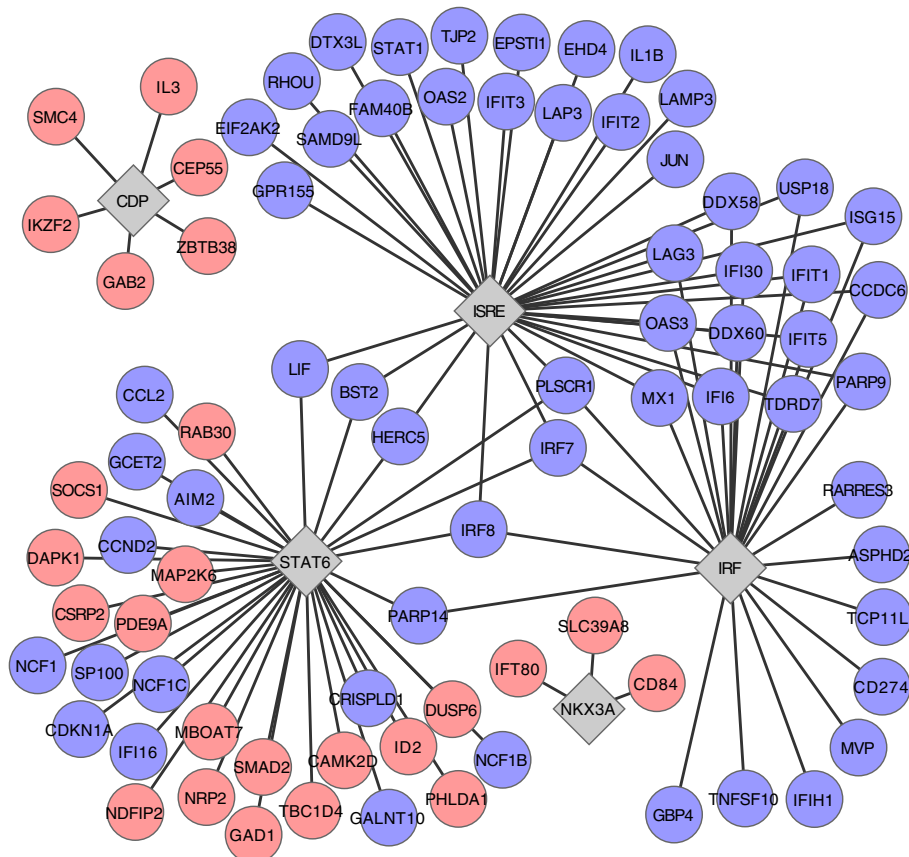 DTX3L
STAT1
TJP2
EPSTI1
EHD4
IL1B
IL3
RHOU
FAM40B
OAS2
IFIT3
LAP3
IFIT2
LAMP3
SMC4
EIF2AK2
SAMD9L
JUN
CEP55
GPR155
DDX58
USP18
CDP
ISG15
IKZF2
ZBTB38
LAG3
IFI30
IFIT1
CCDC6
GAB2
ISRE
OAS3
DDX60
IFIT5
LIF
BST2
PLSCR1
MX1
IFI6
TDRD7
PARP9
CCL2
RAB30
HERC5
IRF7
GCET2
SOCS1
AIM2
RARRES3
IRF8
DAPK1
CCND2
MAP2K6
STAT6
IRF
ASPHD2
CSRP2
PDE9A
PARP14
TCP11L
SLC39A8
NCF1
SP100
NCF1C
IFT80
CD84
CD274
CRISPLD1
NKX3A
DUSP6
CDKN1A
IFI16
MBOAT7
ID2
MVP
SMAD2
CAMK2D
NCF1B
NDFIP2
NRP2
TBC1D4
PHLDA1
GAD1
GALNT10
GBP4
TNFSF10
IFIH1